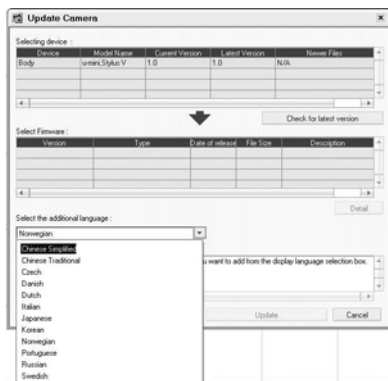 Update Camera
Selecting device :
Device Model Name Current Version Latest Version Newer Files
Body u-mini,Stylus V 1.0 1.0 N/A
Check for latest version
Select Firmware :
Version Type Date of release File Size Description
Detail
Select the additional language :
Norwegian
Chinese Simplified
Chinese Traditional
Czech
Danish
Dutch
Italian
Japanese
Korean
Norwegian
Portuguese
Russian
Swedish
u want to add from the display language selection box.
Update Cancel